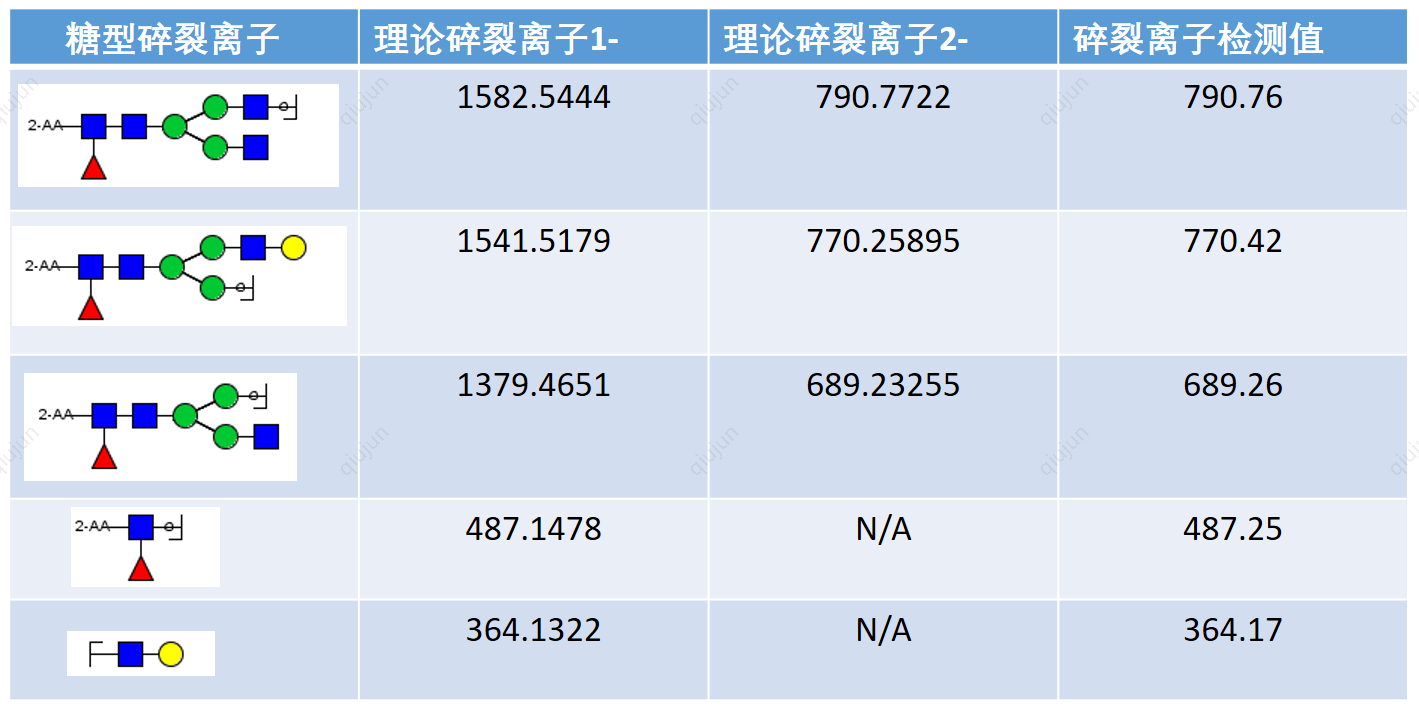 糖型碎裂离子 理论碎裂离子1- 理论碎裂离子2- 碎裂离子检测值
2-AA 1582.5444 790.7722 790.76
2-AA 1541.5179 770.25895 770.42
2-AA 1379.4651 689.23255 689.26
2-AA 487.1478 N/A 487.25
364.1322 N/A 364.17
qiujun
qiujun
qiujun
qiujun
qiujun
qiujun
qiujun
qiujun